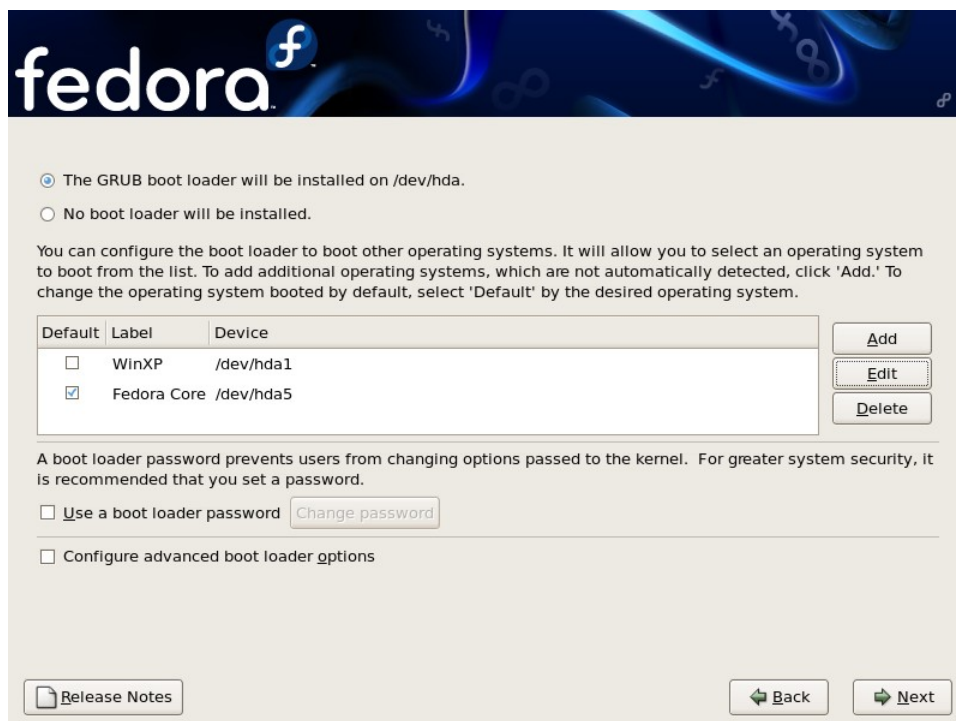 fedora
The GRUB boot loader will be installed on /dev/hda.
No boot loader will be installed.
You can configure the boot loader to boot other operating systems. It will allow you to select an operating system
to boot from the list. To add additional operating systems, which are not automatically detected, click 'Add.' To
change the operating system booted by default, select 'Default' by the desired operating system.
Default Label Device
WinXP /dev/hda1
Fedora Core /dev/hda5
Add
Edit
Delete
A boot loader password prevents users from changing options passed to the kernel. For greater system security, it
is recommended that you set a password.
Use a boot loader password Change password
Configure advanced boot loader options
Release Notes Back Next